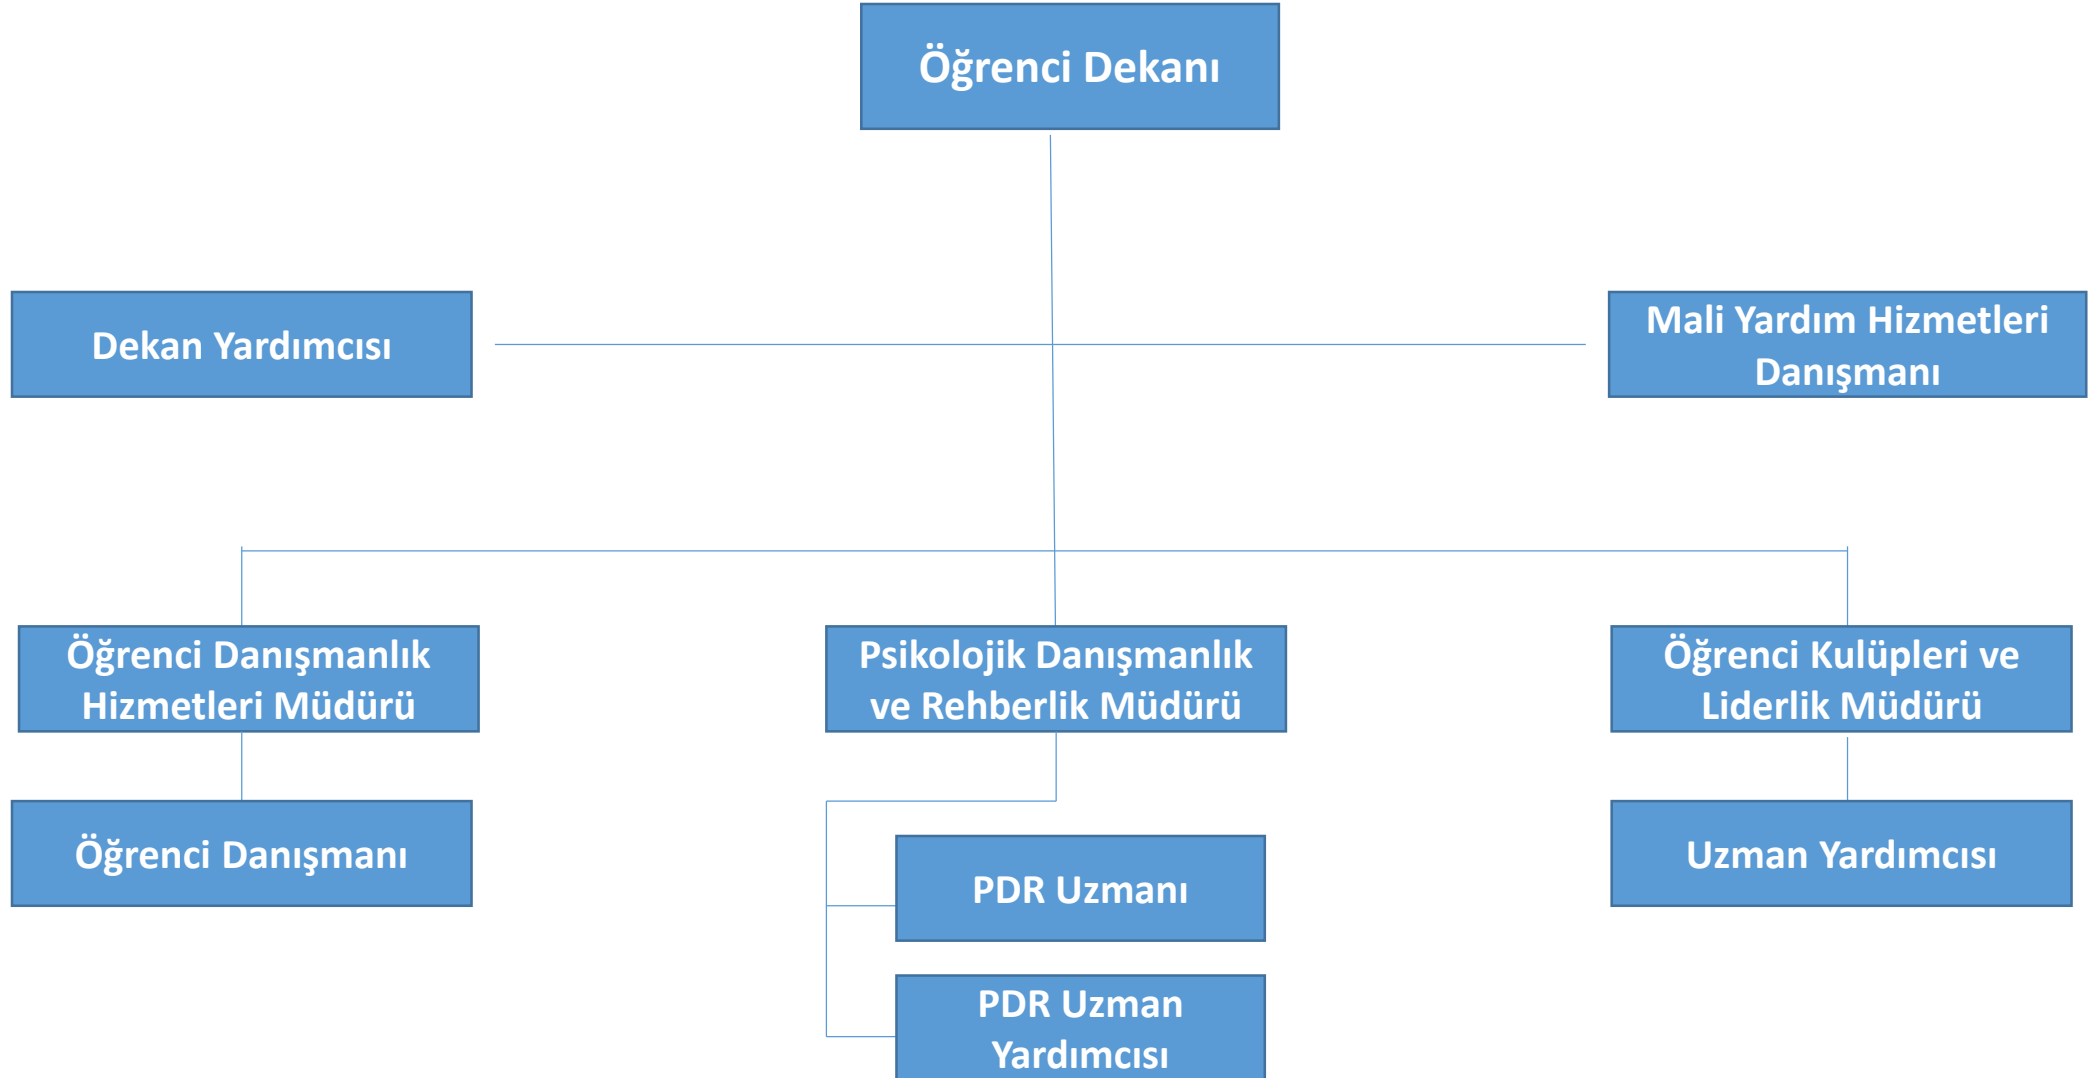 Öğrenci Dekanı
Dekan Yardımcısı
Mali Yardım Hizmetleri
Danışmanı
Öğrenci Danışmanlık
Hizmetleri Müdürü
Psikolojik Danışmanlık
ve Rehberlik Müdürü
Öğrenci Kulüpleri ve
Liderlik Müdürü
Öğrenci Danışmanı
PDR Uzmanı
PDR Uzman
Yardımcısı
Uzman Yardımcısı